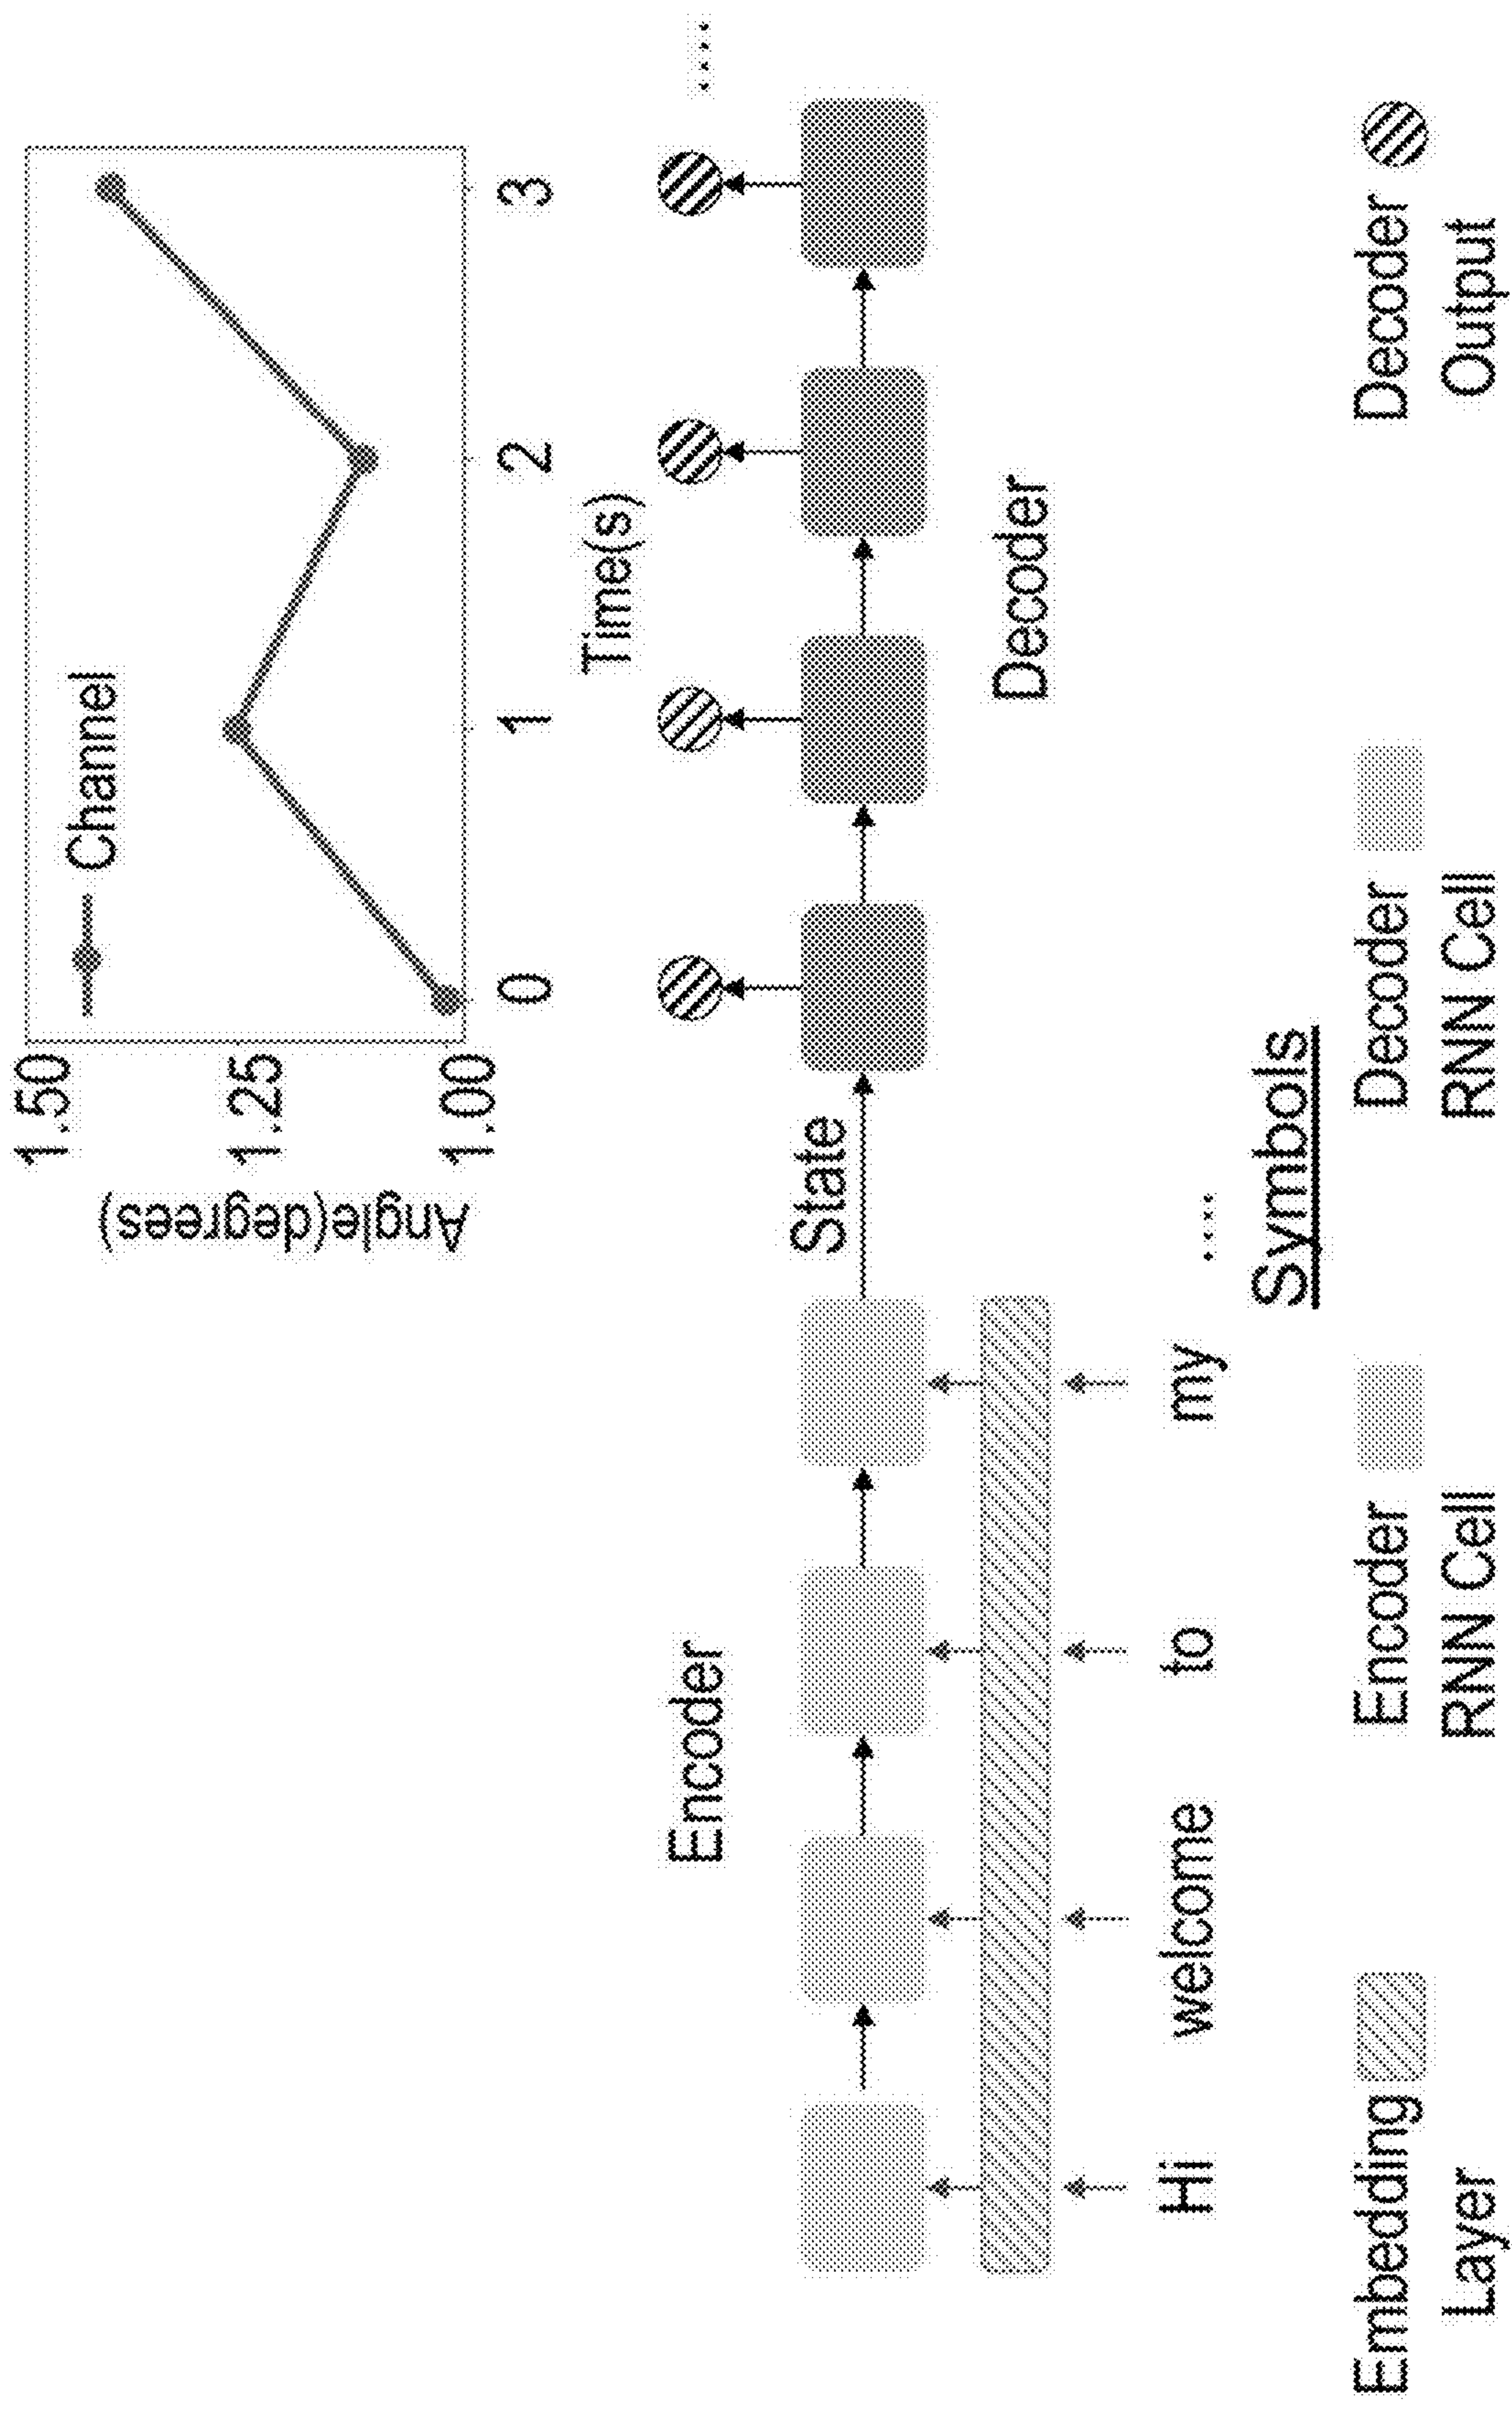 1.50
1.25
1.00
Angle(degrees)
Channel
0 1 2 3
Time(s)
....
Encoder
State
Decoder
Hi welcome to my ....
Symbols
Embedding Layer
Encoder RNN Cell
Decoder RNN Cell
Decoder Output